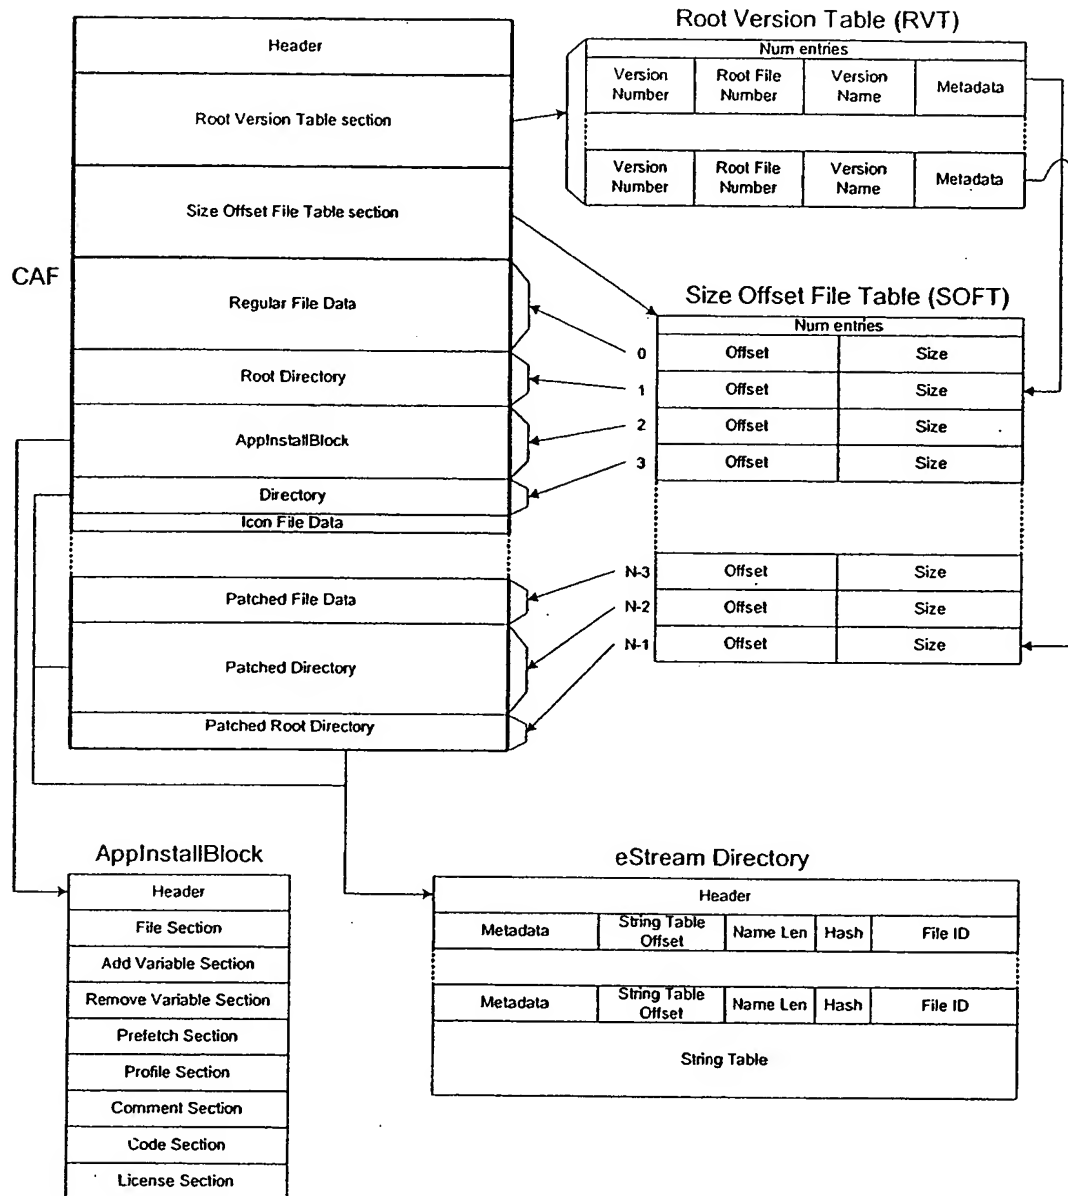 Root Version Table (RVT)
Num entries
Version
Number
Root File
Number
Version
Name
Metadata
Version
Number
Root File
Number
Version
Name
Metadata
CAF
Header
Root Version Table section
Size Offset File Table section
Regular File Data
Root Directory
AppInstallBlock
Directory
Icon File Data
Patched File Data
Patched Directory
Patched Root Directory
Size Offset File Table (SOFT)
Num entries
0
Offset
Size
1
Offset
Size
2
Offset
Size
3
Offset
Size
N-3
Offset
Size
N-2
Offset
Size
N-1
Offset
Size
AppInstallBlock
Header
File Section
Add Variable Section
Remove Variable Section
Prefetch Section
Profile Section
Comment Section
Code Section
License Section
eStream Directory
Header
Metadata
String Table
Offset
Name Len
Hash
File ID
Metadata
String Table
Offset
Name Len
Hash
File ID
String Table